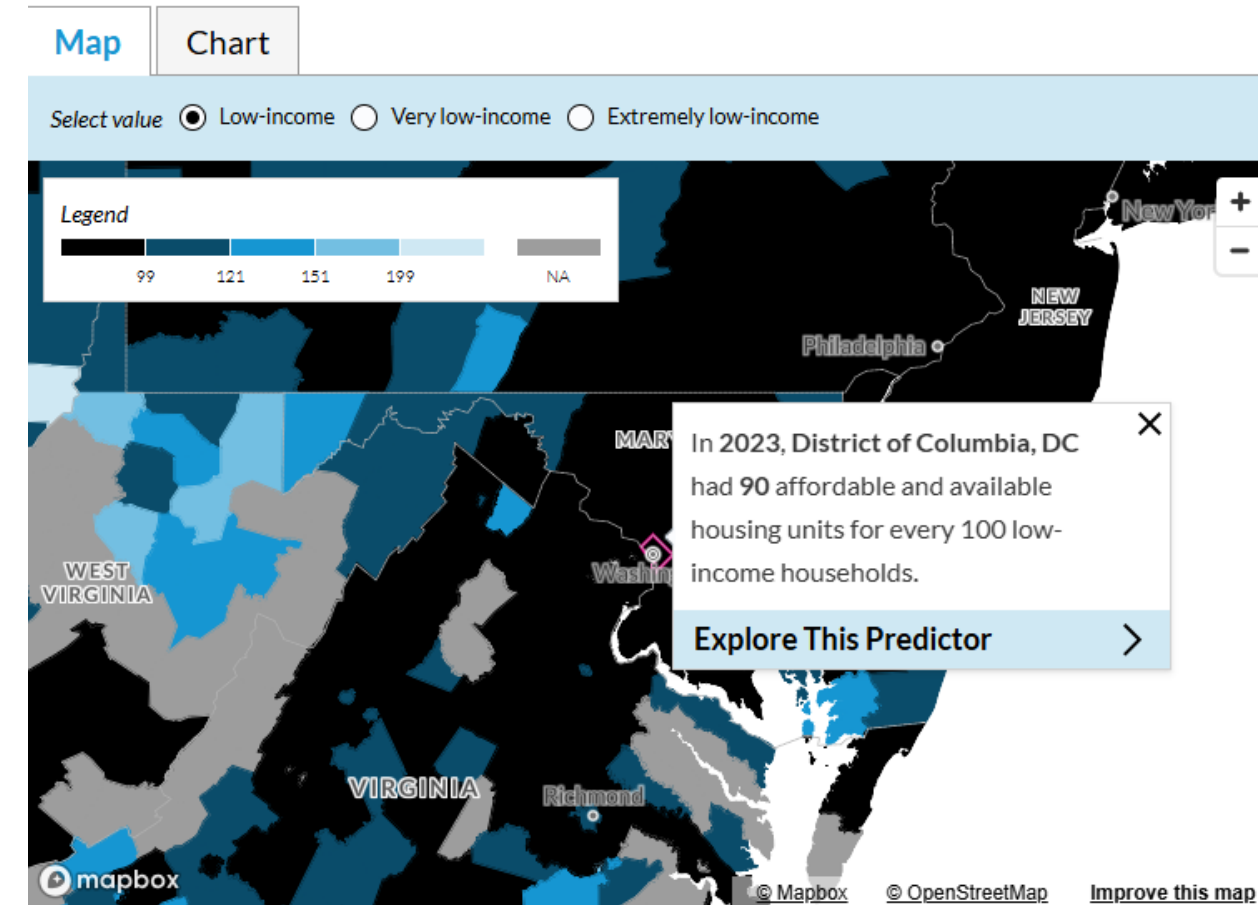 Map
Chart
Select value
Low-income
Very low-income
Extremely low-income
Legend
99
121
151
199
NA
+
−
New Yor
NEW
JERSEY
Philadelphia
MAR
In 2023, District of Columbia, DC
had 90 affordable and available
housing units for every 100 low-
income households.
Explore This Predictor
Washin
WEST
VIRGINIA
VIRGINIA
Richmond
mapbox
© Mapbox
© OpenStreetMap
Improve this map